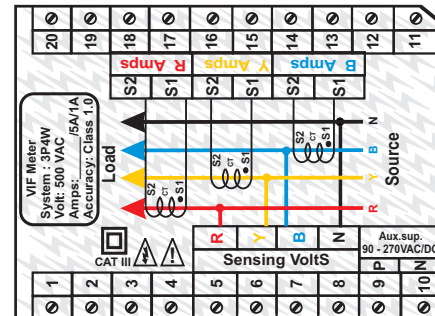 20 19 18 17 16 15 14 13 12 11
R Amps Y Amps B Amps
S2 S1 S2 S1 S2 S1
VIF Meter
System : 3P4W
Volt: 500 VAC
Amps:_____/5A/1A
Accuracy: Class 1.0
Load
S2 CT S1
S2 CT S1
S2 CT S1
N
B
Y
R
Source
CAT III
R Y B N
Sensing VoltS
Aux.sup.
90 - 270VAC/DC
P N
1 2 3 4 5 6 7 8 9 10